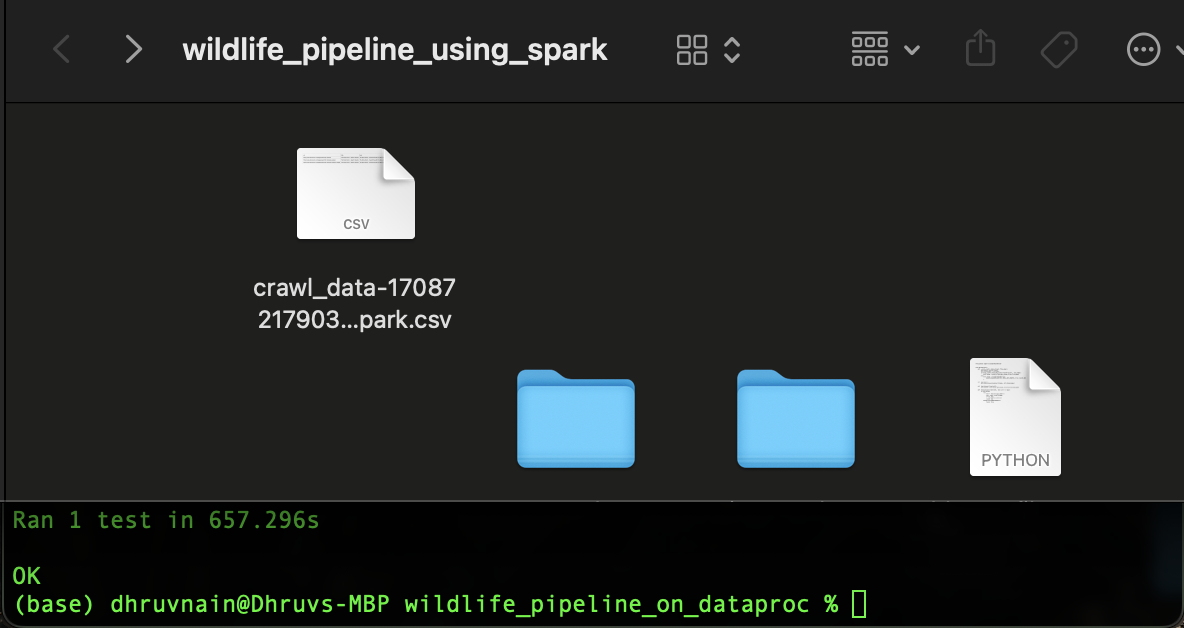 wildlife_pipeline_using_spark
CSV
crawl_data-17087
217903...park.csv
PYTHON
Ran 1 test in 657.296s
OK
(base) dhruvnain@Dhruvs-MBP wildlife_pipeline_on_dataproc %